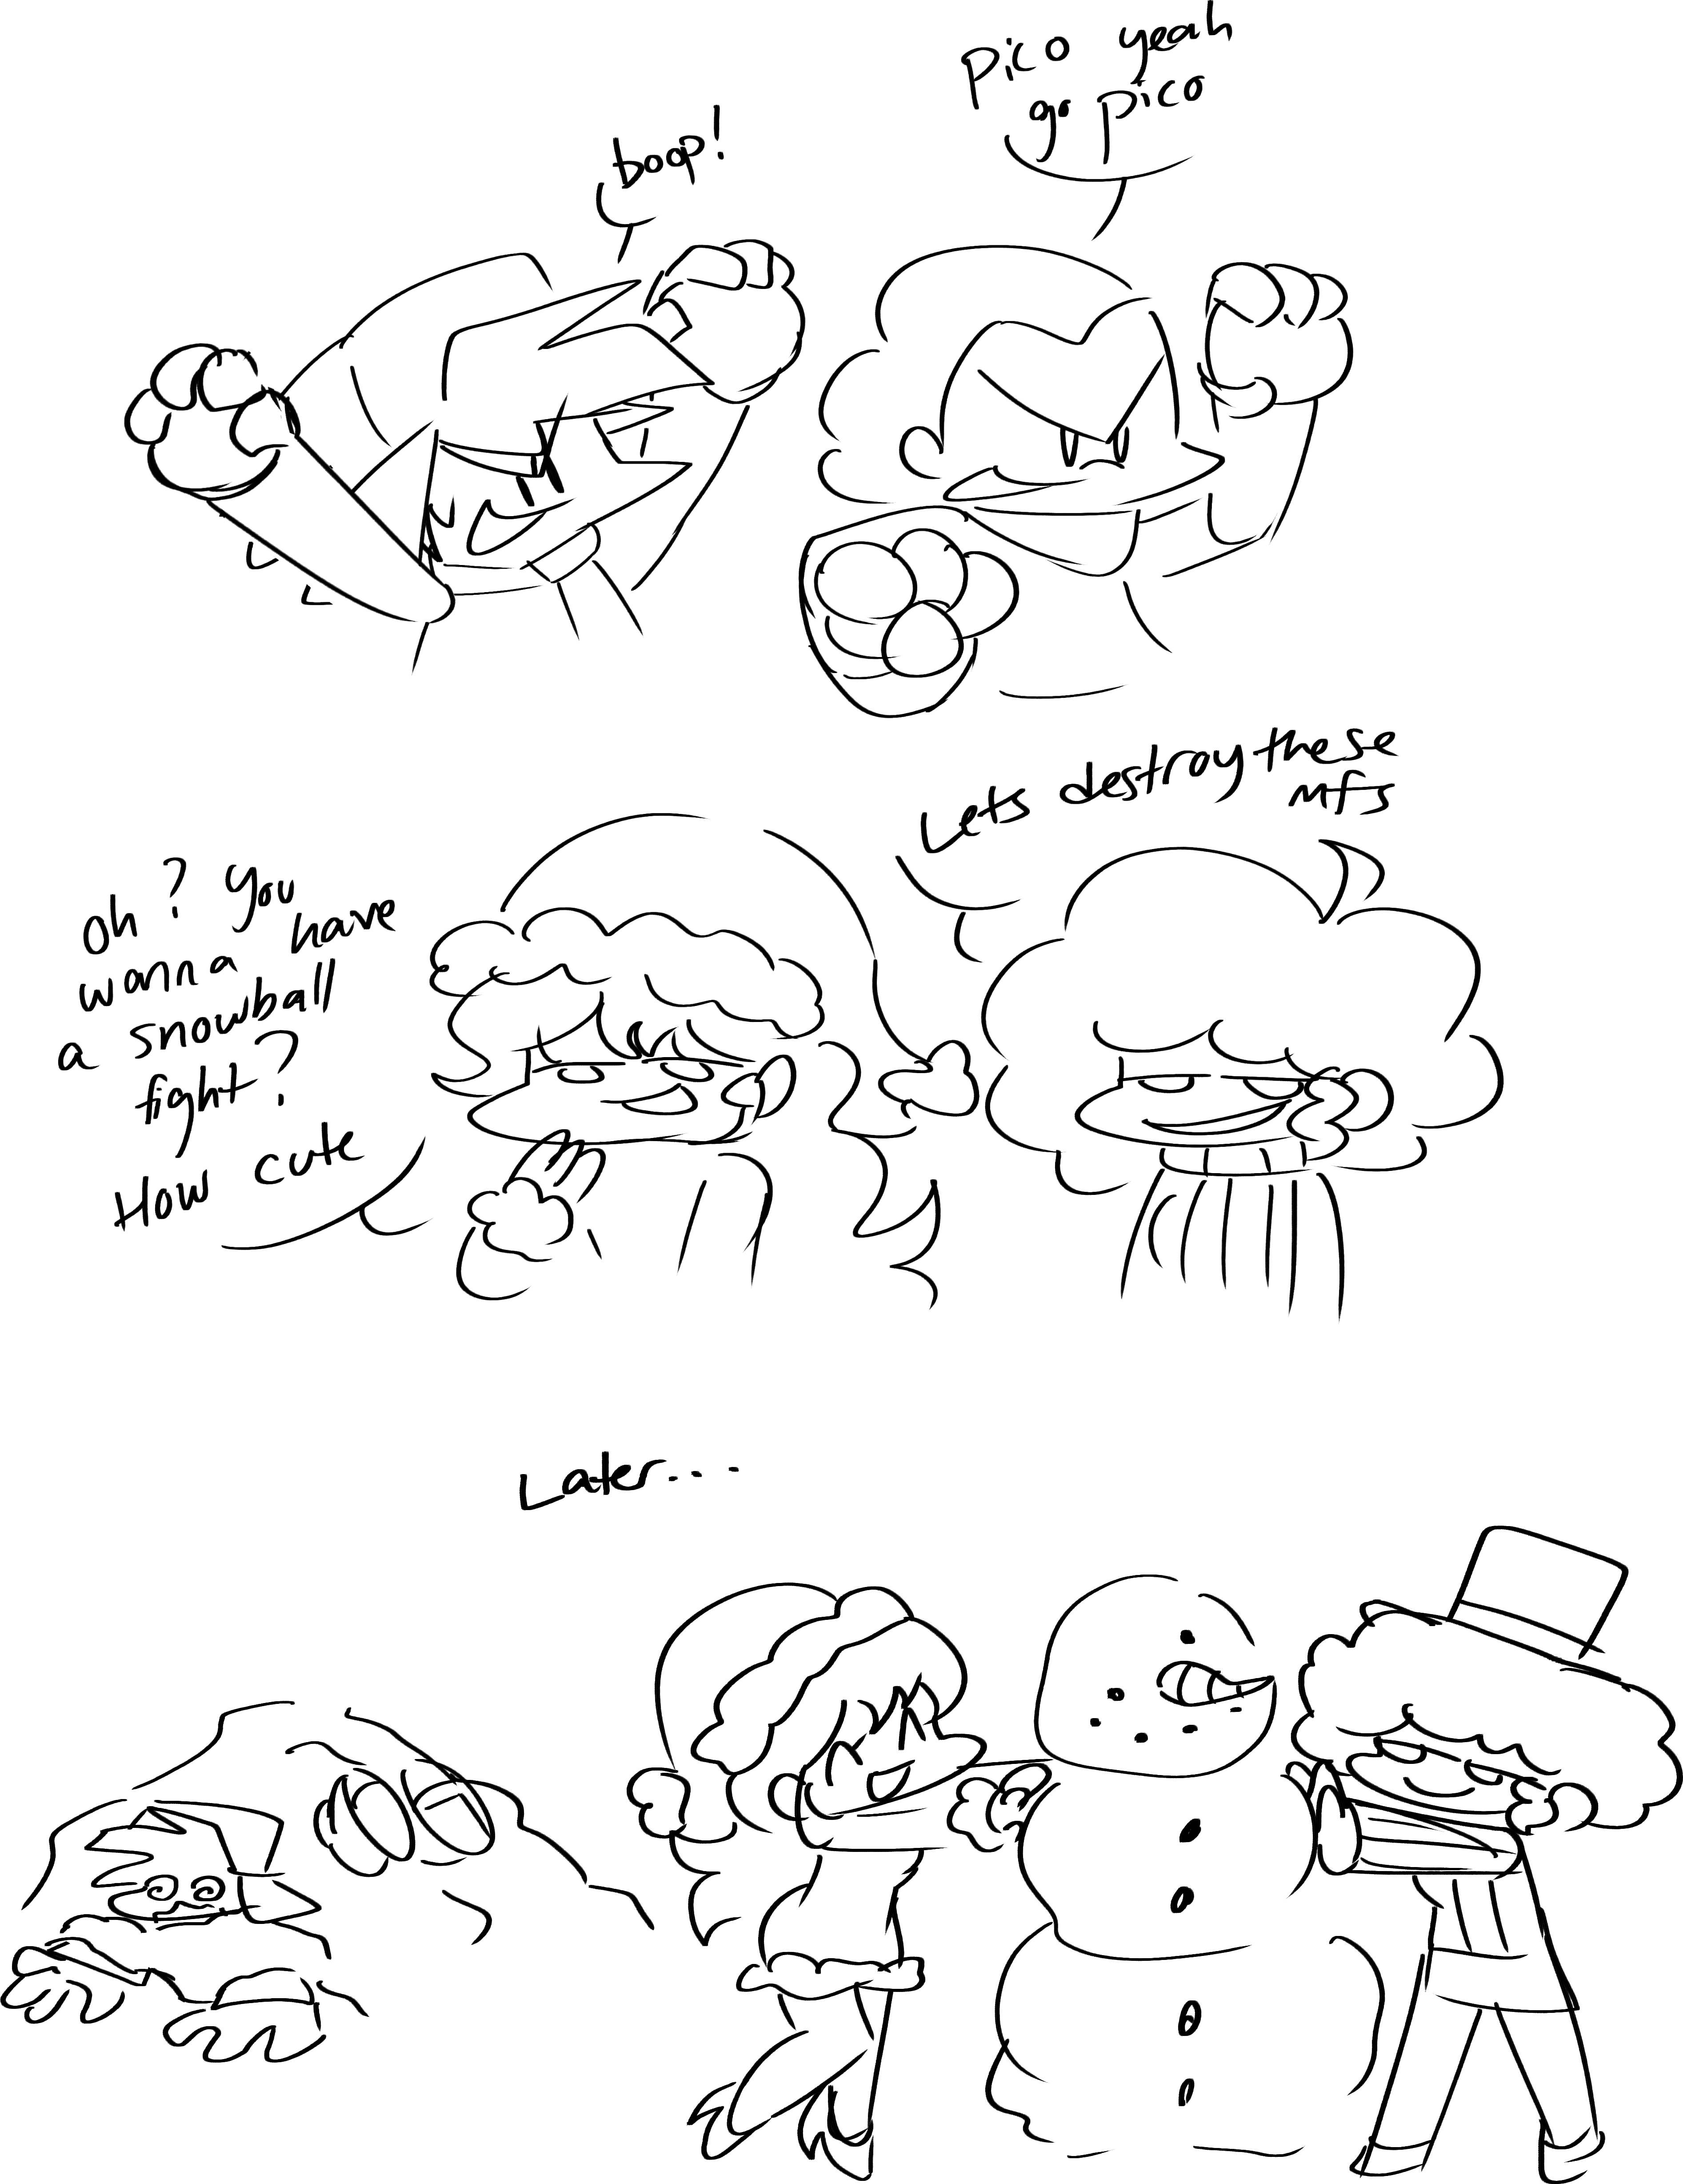 boop!
pico yeah
go pico
Lets destroy these
mfs
Oh? You
wanna have
a snowball
fight?
How cute
Later....